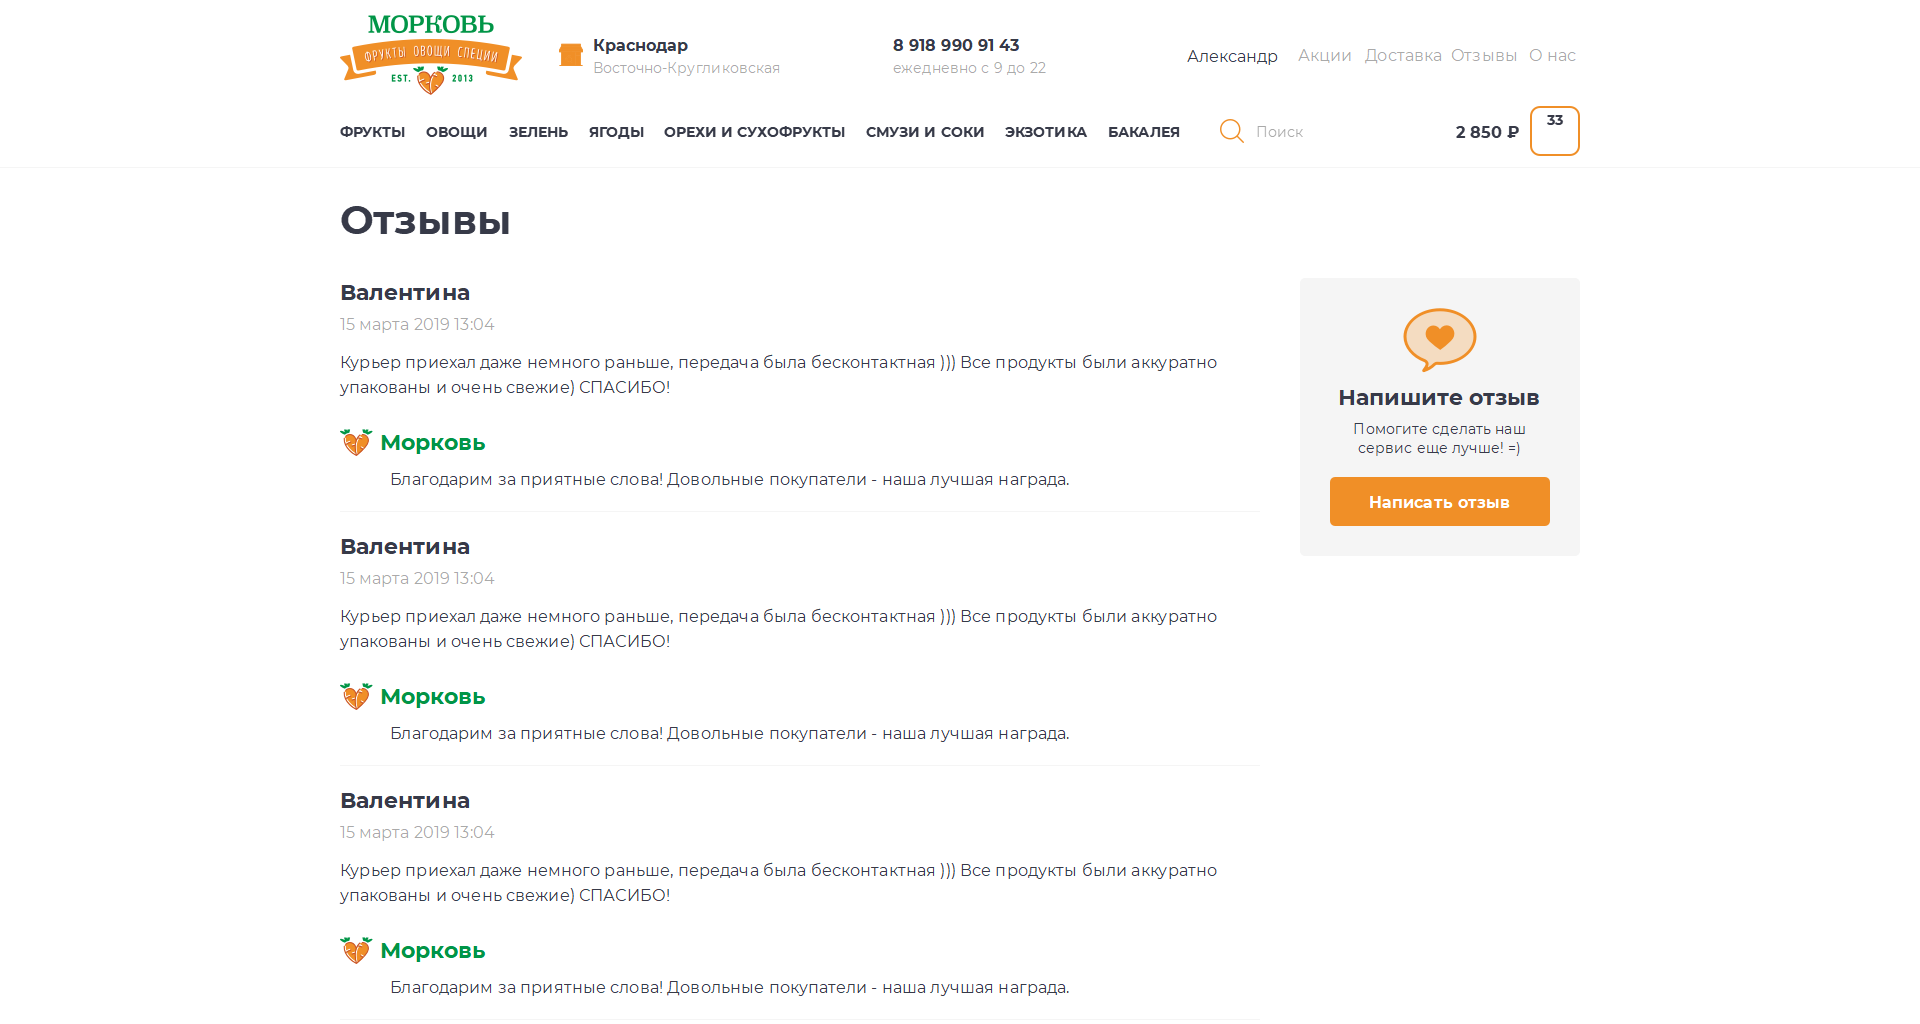 МОРКОВЬ
ФРУКТЫ ОВОЩИ СПЕЦИИ
EST. 2013
Краснодар
Восточно-Кругликовская
8 918 990 91 43
ежедневно с 9 до 22
Александр Акции Доставка Отзывы О нас
ФРУКТЫ ОВОЩИ ЗЕЛЕНЬ ЯГОДЫ ОРЕХИ И СУХОФРУКТЫ СМУЗИ И СОКИ ЭКЗОТИКА БАКАЛЕЯ Поиск 2 850 ₽ 33
Отзывы
Валентина
15 марта 2019 13:04
Курьер приехал даже немного раньше, передача была бесконтактная ))) Все продукты были аккуратно
упакованы и очень свежие) СПАСИБО!
Морковь
Благодарим за приятные слова! Довольные покупатели - наша лучшая награда.
Валентина
15 марта 2019 13:04
Курьер приехал даже немного раньше, передача была бесконтактная ))) Все продукты были аккуратно
упакованы и очень свежие) СПАСИБО!
Морковь
Благодарим за приятные слова! Довольные покупатели - наша лучшая награда.
Валентина
15 марта 2019 13:04
Курьер приехал даже немного раньше, передача была бесконтактная ))) Все продукты были аккуратно
упакованы и очень свежие) СПАСИБО!
Морковь
Благодарим за приятные слова! Довольные покупатели - наша лучшая награда.
Напишите отзыв
Помогите сделать наш
сервис еще лучше! =)
Написать отзыв